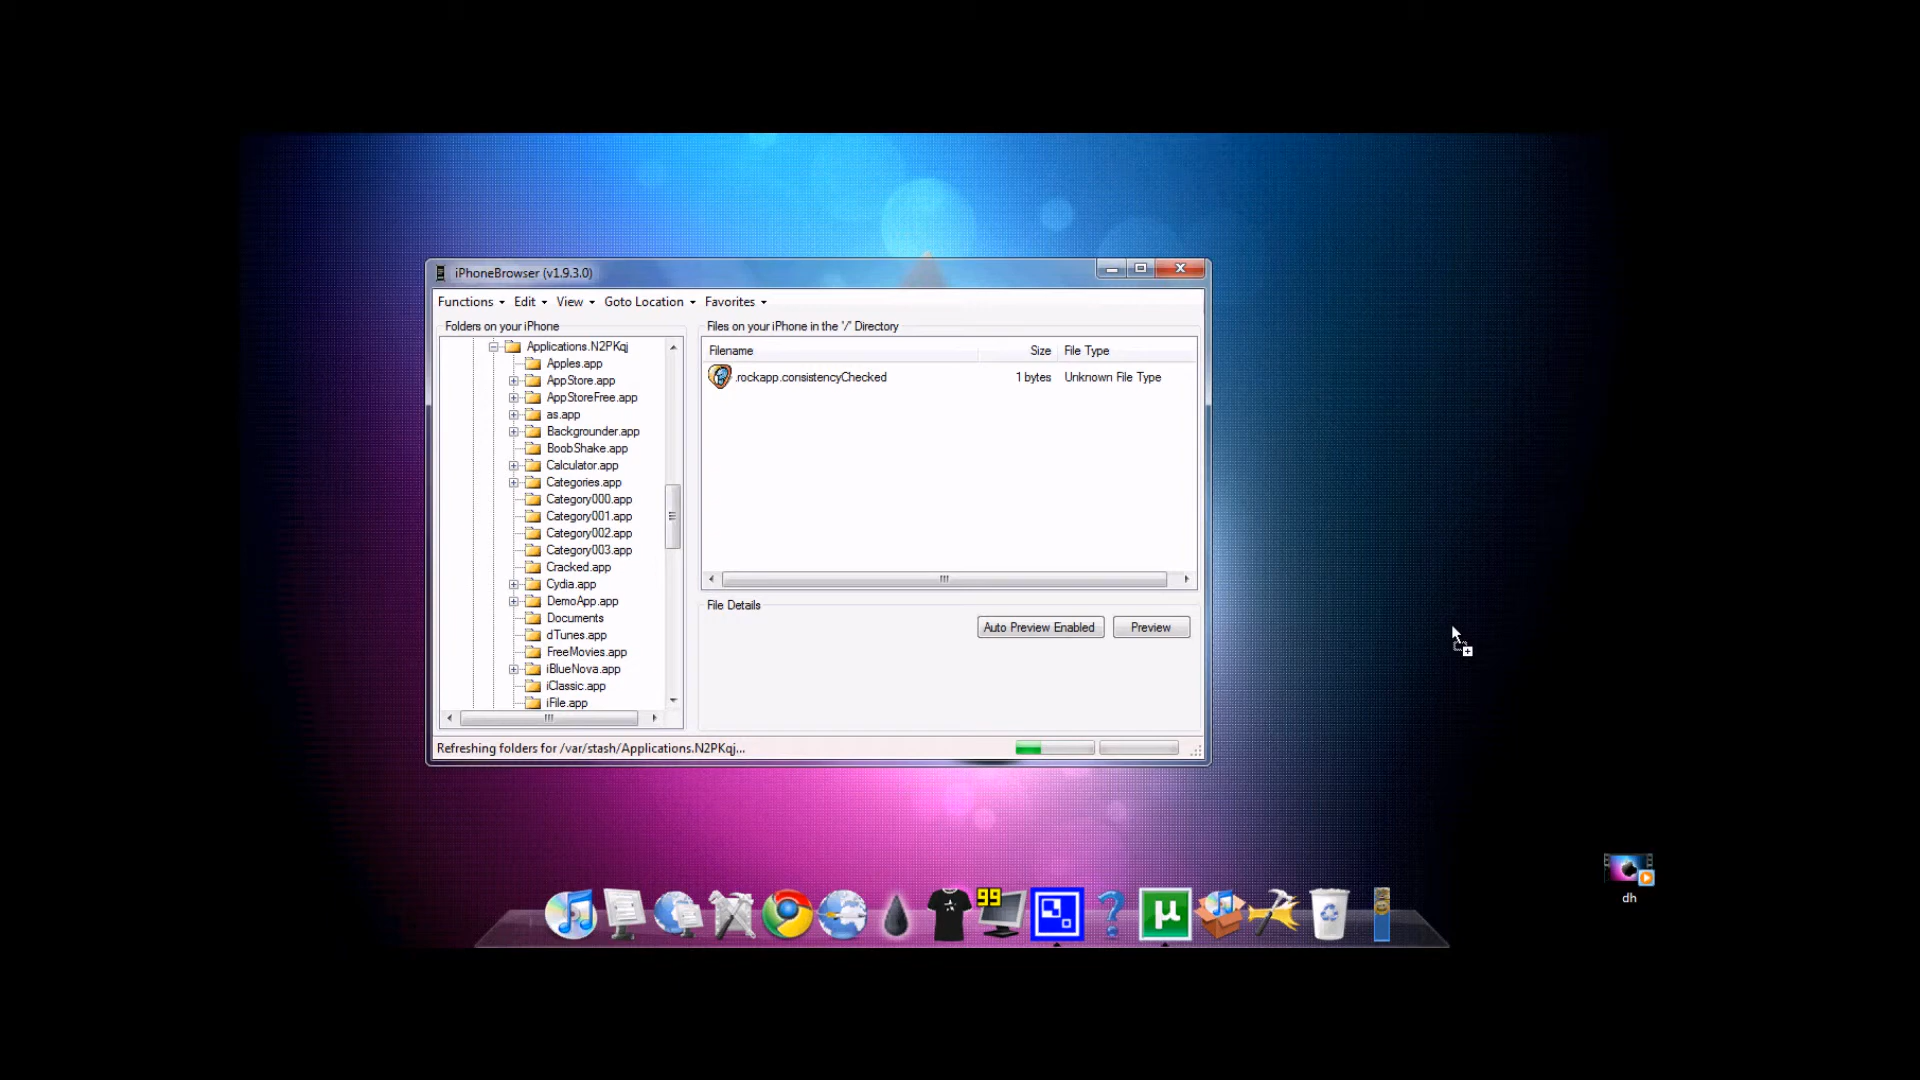 iPhoneBrowser (v1.9.3.0)
Functions Edit View Goto Location Favorites
Folders on your iPhone
Applications.N2PKqj
Apples.app
AppStore.app
AppStoreFree.app
as.app
Backgrounder.app
BoobShake.app
Calculator.app
Categories.app
Category000.app
Category001.app
Category002.app
Category003.app
Cracked.app
Cydia.app
DemoApp.app
Documents
dTunes.app
FreeMovies.app
iBlueNova.app
iClassic.app
iFile.app
Files on your iPhone in the '/' Directory
Filename Size File Type
.rockapp.consistencyChecked 1 bytes Unknown File Type
File Details
Auto Preview Enabled Preview
Refreshing folders for /var/stash/Applications.N2PKqj...
dh
99
µ